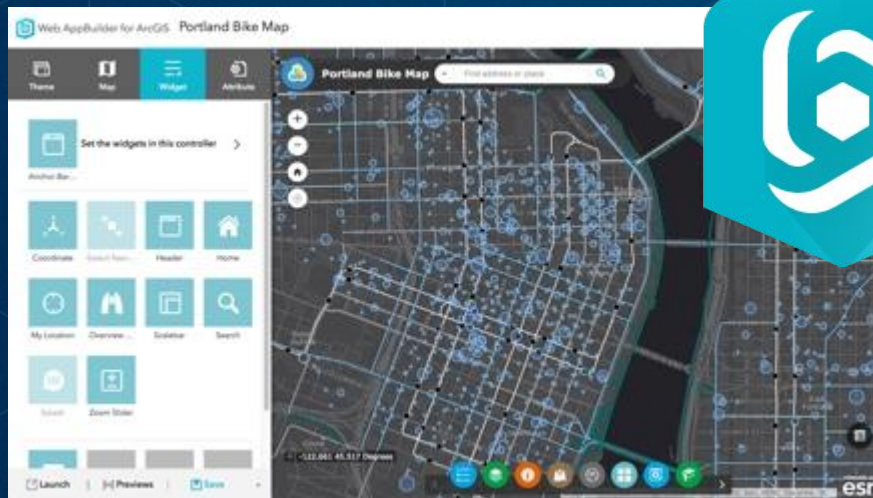 Web AppBuilder for ArcGIS Portland Bike Map
Theme Map Widget Attribute
Portland Bike Map Find address or place
Set the widgets in this controller
Anchor Bar...
Coordinate Header Home
My Location Overview ... Scalebar Search
Splash Zoom Slider
-122.661 45.517 Degrees
Launch Previews Save
esri